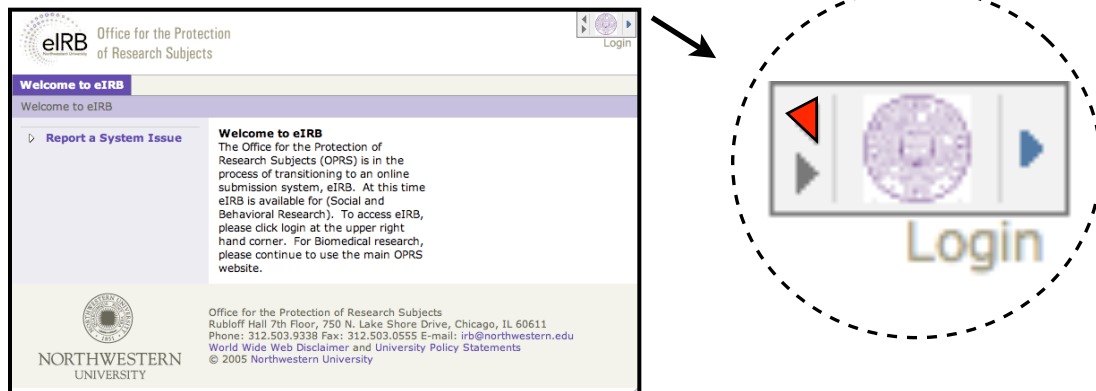 eIRB
Northwestern University
Office for the Protection
of Research Subjects
Login
Welcome to eIRB
Welcome to eIRB
Report a System Issue
Welcome to eIRB
The Office for the Protection of
Research Subjects (OPRS) is in the
process of transitioning to an online
submission system, eIRB.  At this time
eIRB is available for (Social and
Behavioral Research).  To access eIRB,
please click login at the upper right
hand corner.  For Biomedical research,
please continue to use the main OPRS
website.
NORTHWESTERN
UNIVERSITY
Office for the Protection of Research Subjects
Rubloff Hall 7th Floor, 750 N. Lake Shore Drive, Chicago, IL 60611
Phone: 312.503.9338 Fax: 312.503.0555 E-mail: irb@northwestern.edu
World Wide Web Disclaimer and University Policy Statements
© 2005 Northwestern University
Login